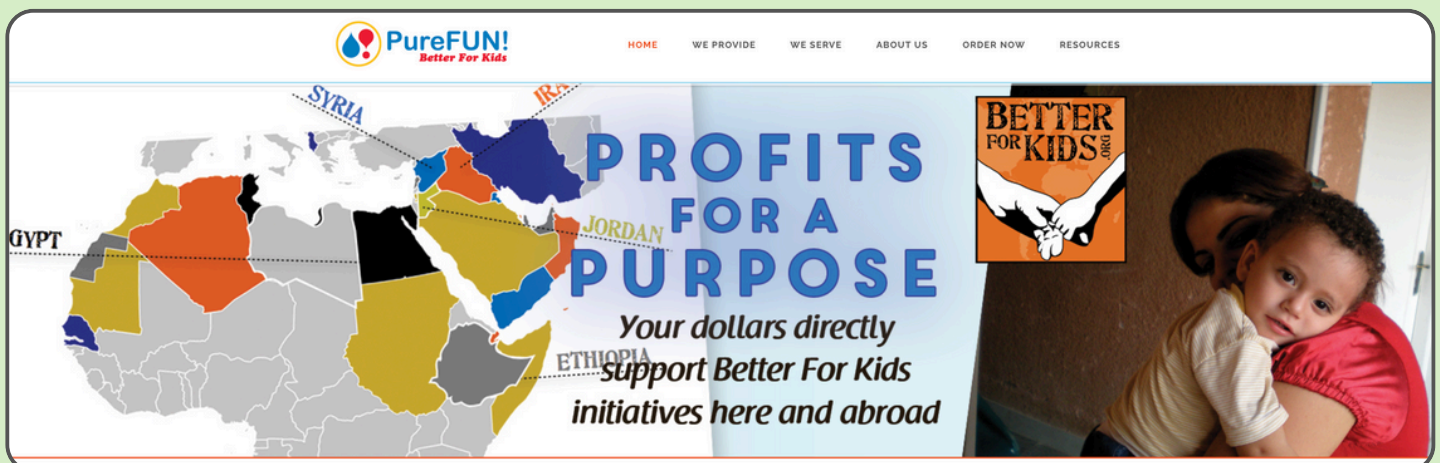 PureFUN!
Better For Kids
HOME WE PROVIDE WE SERVE ABOUT US ORDER NOW RESOURCES
SYRIA
IRA
GYPT
JORDAN
ETHIOPIA
PROFITS
FOR A
PURPOSE
Your dollars directly
support Better For Kids
initiatives here and abroad
BETTER
FOR KIDS.ORG